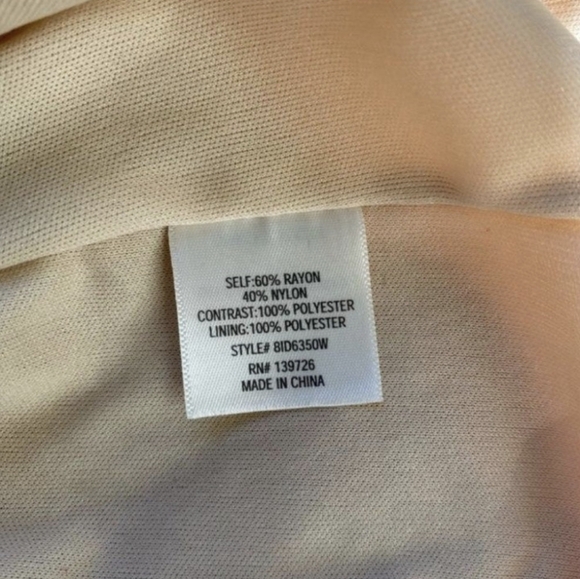 SELF:60% RAYON
40% NYLON
CONTRAST:100% POLYESTER
LINING:100% POLYESTER
STYLE# 8ID6350W
RN# 139726
MADE IN CHINA